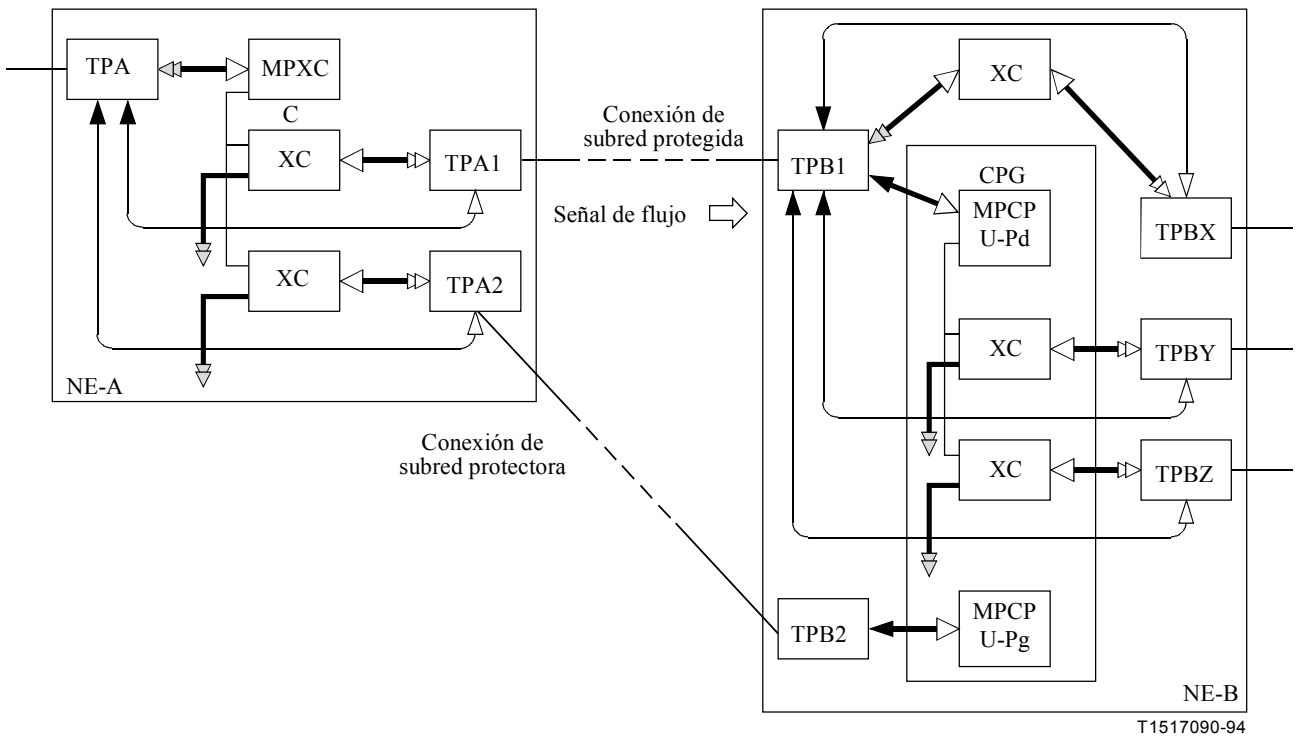 TPA
MPXC
C
XC
TPA1
XC
TPA2
NE-A
Conexión de
subred protegida
Señal de flujo
Conexión de
subred protectora
XC
TPB1
CPG
MPCP
U-Pd
TPBX
XC
TPBY
XC
TPBZ
TPB2
MPCP
U-Pg
NE-B
T1517090-94